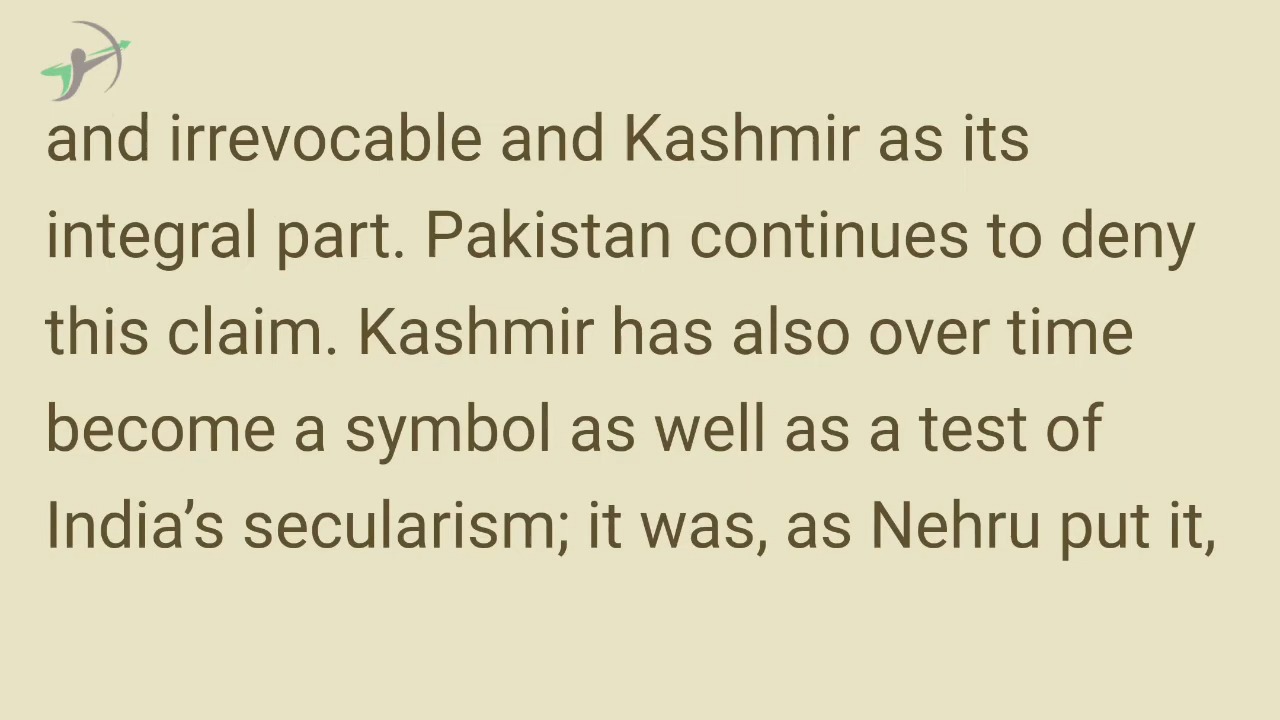 and irrevocable and Kashmir as its
integral part. Pakistan continues to deny
this claim. Kashmir has also over time
become a symbol as well as a test of
India’s secularism; it was, as Nehru put it,